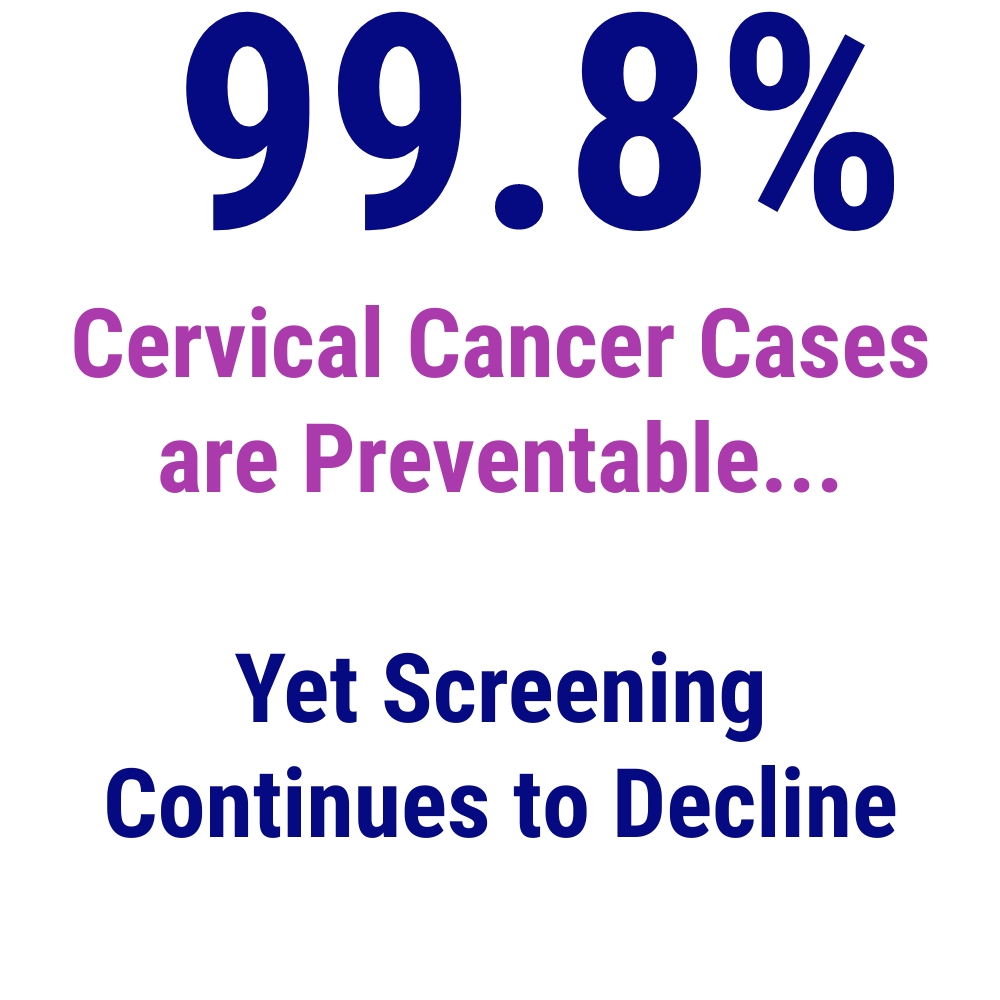 99.8%
Cervical Cancer Cases
are Preventable...
Yet Screening
Continues to Decline